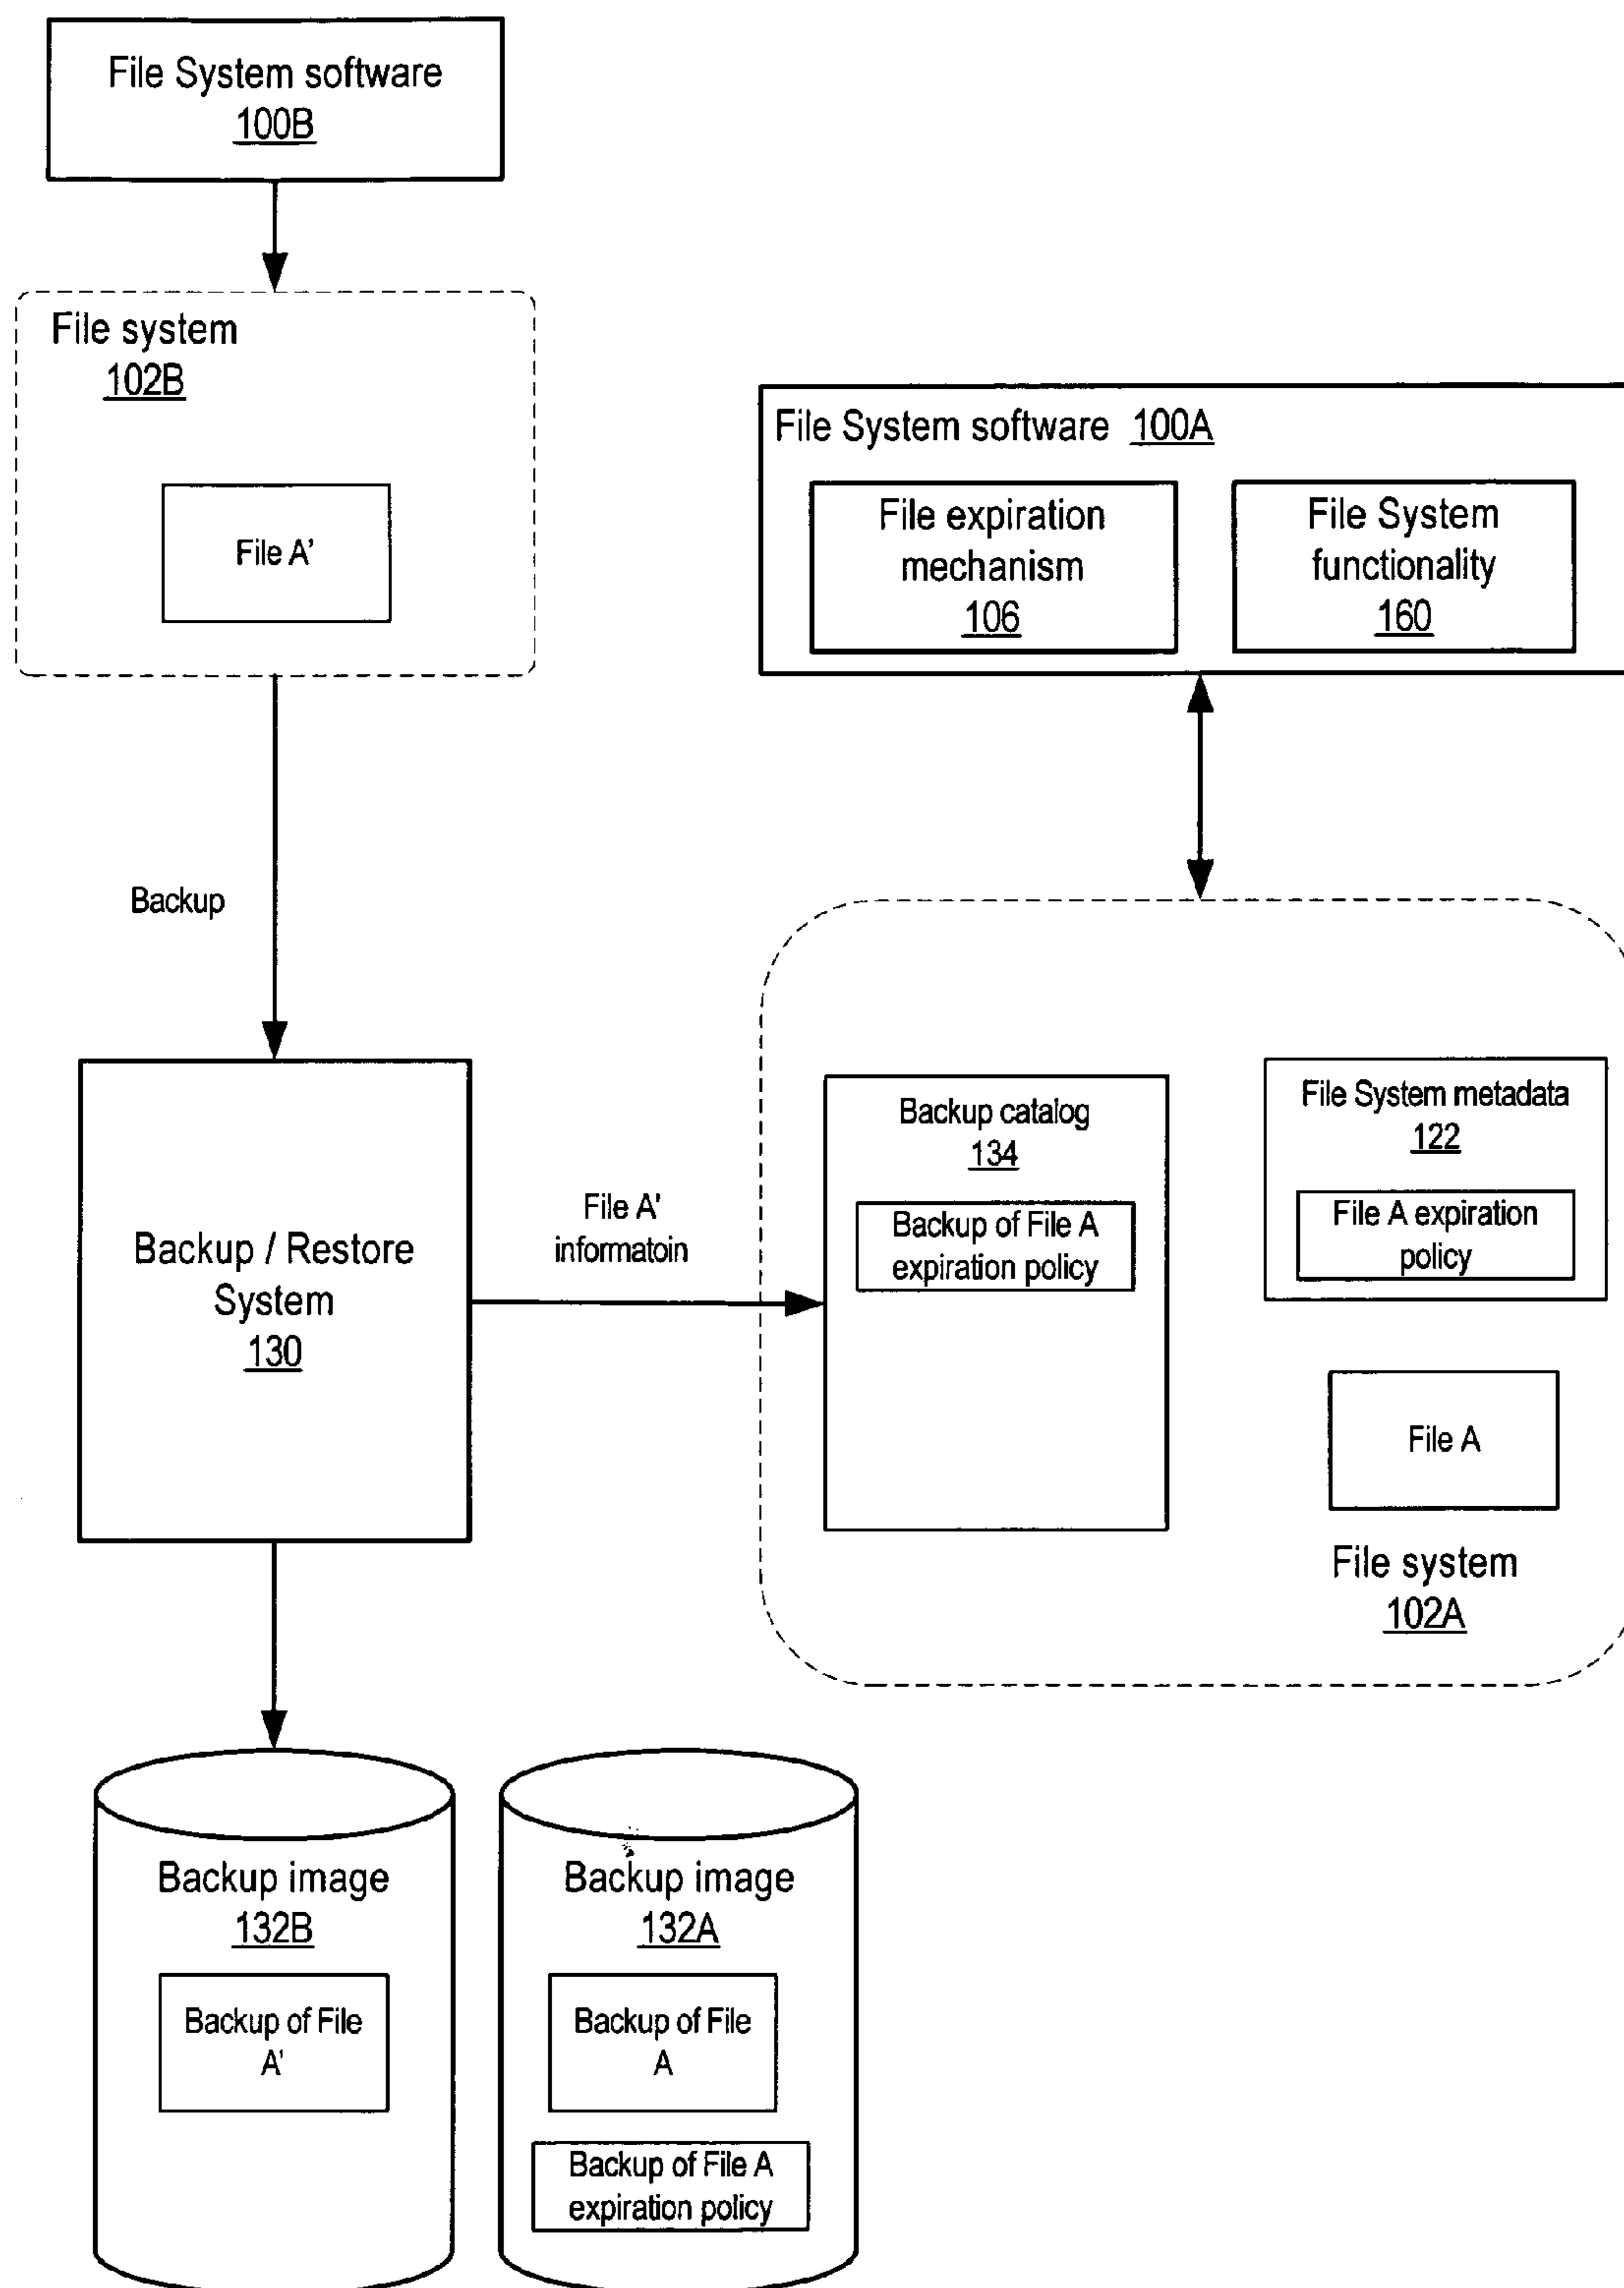 File System software
100B
File system
102B
File A'
File System software 100A
File expiration
mechanism
106
File System
functionality
160
Backup
Backup / Restore
System
130
File A'
informatoin
Backup catalog
134
Backup of File A
expiration policy
File System metadata
122
File A expiration
policy
File A
File system
102A
Backup image
132B
Backup of File
A'
Backup image
132A
Backup of File
A
Backup of File A
expiration policy